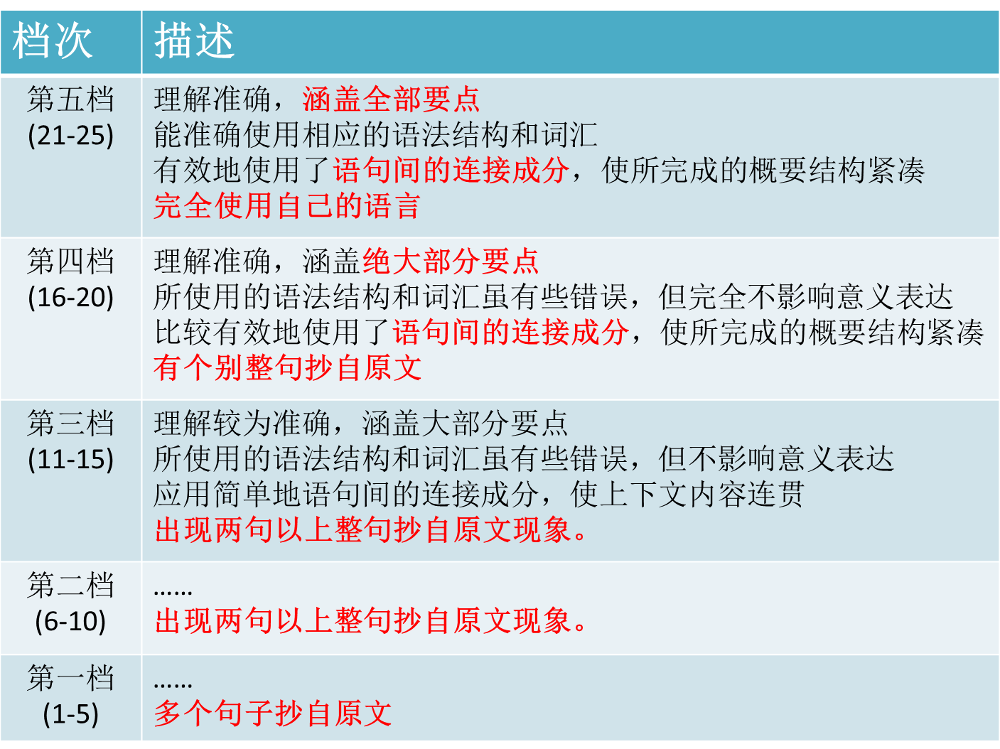 档次 描述
第五档 理解准确，涵盖全部要点
(21-25) 能准确使用相应的语法结构和词汇
有效地使用了语句间的连接成分，使所完成的概要结构紧凑
完全使用自己的语言
第四档 理解准确，涵盖绝大部分要点
(16-20) 所使用的语法结构和词汇虽有些错误，但完全不影响意义表达
比较有效地使用了语句间的连接成分，使所完成的概要结构紧凑
有个别整句抄自原文
第三档 理解较为准确，涵盖大部分要点
(11-15) 所使用的语法结构和词汇虽有些错误，但不影响意义表达
应用简单地语句间的连接成分，使上下文内容连贯
出现两句以上整句抄自原文现象。
第二档 ……
(6-10) 出现两句以上整句抄自原文现象。
第一档 ……
(1-5) 多个句子抄自原文